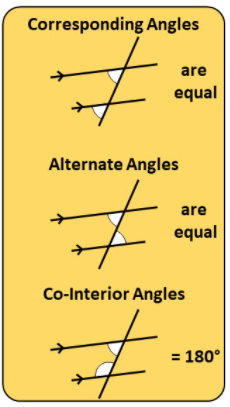 Corresponding Angles
are
equal
Alternate Angles
are
equal
Co-Interior Angles
= 180°